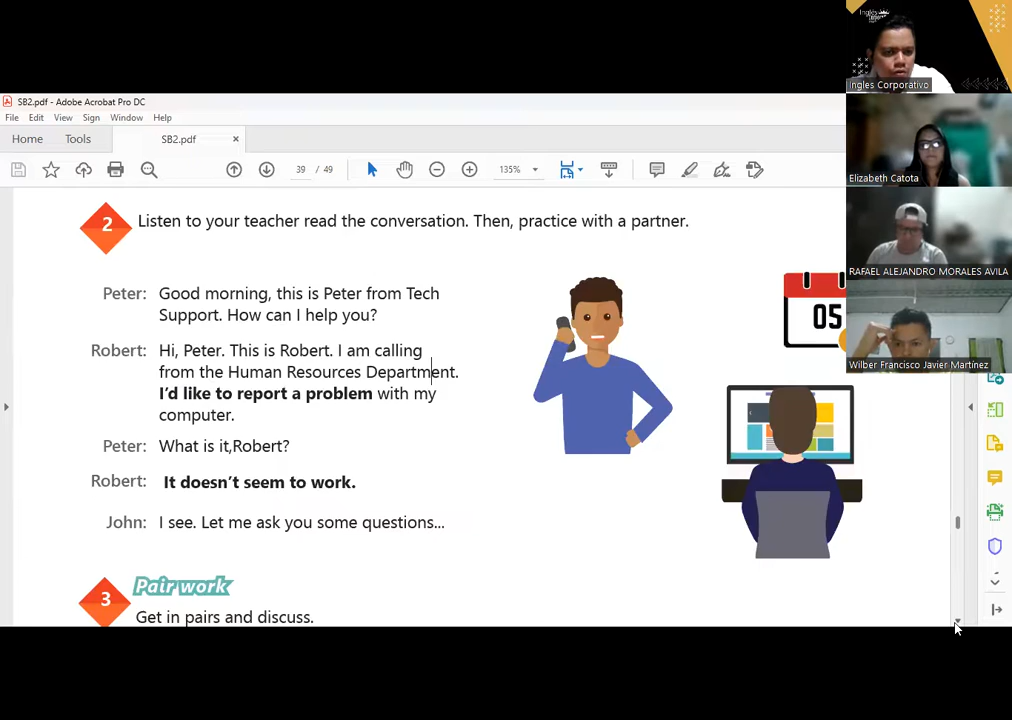 Inglés
Ingles Corporativo
SB2.pdf - Adobe Acrobat Pro DC
File Edit View Sign Window Help
Home Tools SB2.pdf ×
39 / 49 135%
Elizabeth Catota
2 Listen to your teacher read the conversation. Then, practice with a partner.
RAFAEL ALEJANDRO MORALES AVILA
Peter: Good morning, this is Peter from Tech
Support. How can I help you?
05
Robert: Hi, Peter. This is Robert. I am calling
from the Human Resources Department.
I'd like to report a problem with my
computer.
Wilber Francisco Javier Martínez
Peter: What is it,Robert?
Robert: It doesn't seem to work.
John: I see. Let me ask you some questions...
3 Pair work
Get in pairs and discuss.